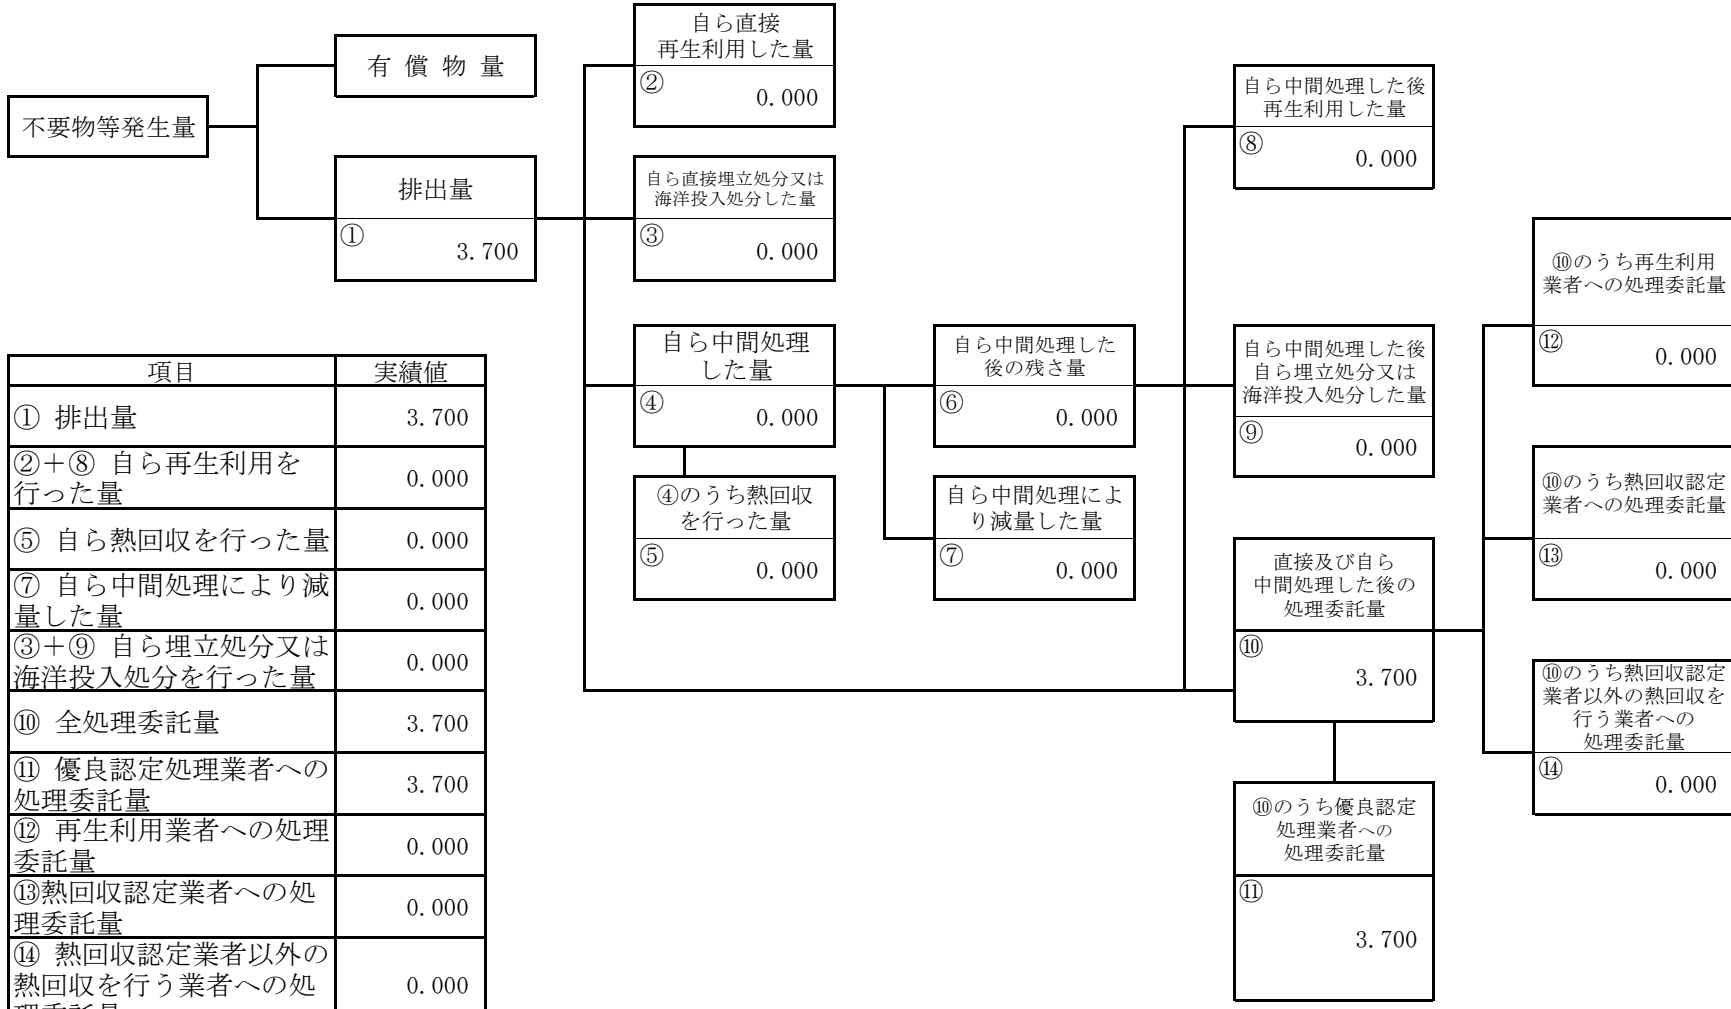 不要物等発生量
有 償 物 量
排出量
①
3.700
自ら直接
再生利用した量
②
0.000
自ら直接埋立処分又は
海洋投入処分した量
③
0.000
自ら中間処理
した量
④
0.000
④のうち熱回収
を行った量
⑤
0.000
自ら中間処理した
後の残さ量
⑥
0.000
自ら中間処理によ
り減量した量
⑦
0.000
自ら中間処理した後
再生利用した量
⑧
0.000
自ら中間処理した後
自ら埋立処分又は
海洋投入処分した量
⑨
0.000
直接及び自ら
中間処理した後の
処理委託量
⑩
3.700
⑩のうち優良認定
処理業者への
処理委託量
⑪
3.700
⑩のうち再生利用
業者への処理委託量
⑫
0.000
⑩のうち熱回収認定
業者への処理委託量
⑬
0.000
⑩のうち熱回収認定
業者以外の熱回収を
行う業者への
処理委託量
⑭
0.000
項目 実績値
① 排出量 3.700
②＋⑧ 自ら再生利用を
行った量 0.000
⑤ 自ら熱回収を行った量 0.000
⑦ 自ら中間処理により減
量した量 0.000
③＋⑨ 自ら埋立処分又は
海洋投入処分を行った量 0.000
⑩ 全処理委託量 3.700
⑪ 優良認定処理業者への
処理委託量 3.700
⑫ 再生利用業者への処理
委託量 0.000
⑬熱回収認定業者への処
理委託量 0.000
⑭ 熱回収認定業者以外の
熱回収を行う業者への処 0.000